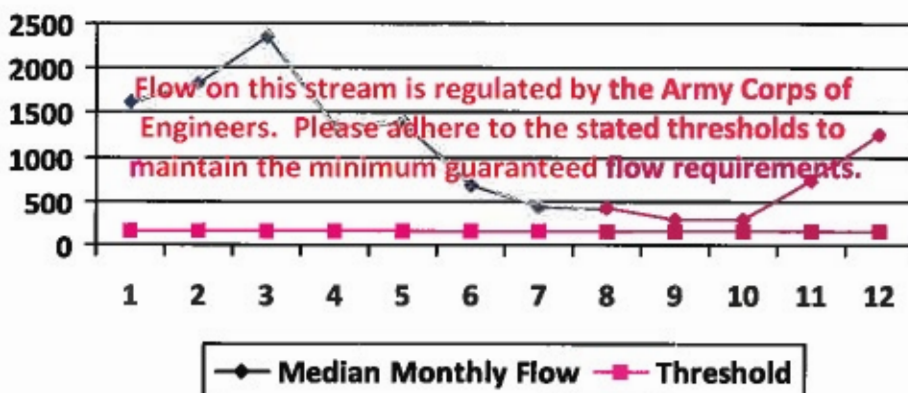 2500
2000
1500
1000
500
0
Flow on this stream is regulated by the Army Corps of
Engineers. Please adhere to the stated thresholds to
maintain the minimum guaranteed flow requirements.
1 2 3 4 5 6 7 8 9 10 11 12
Median Monthly Flow Threshold